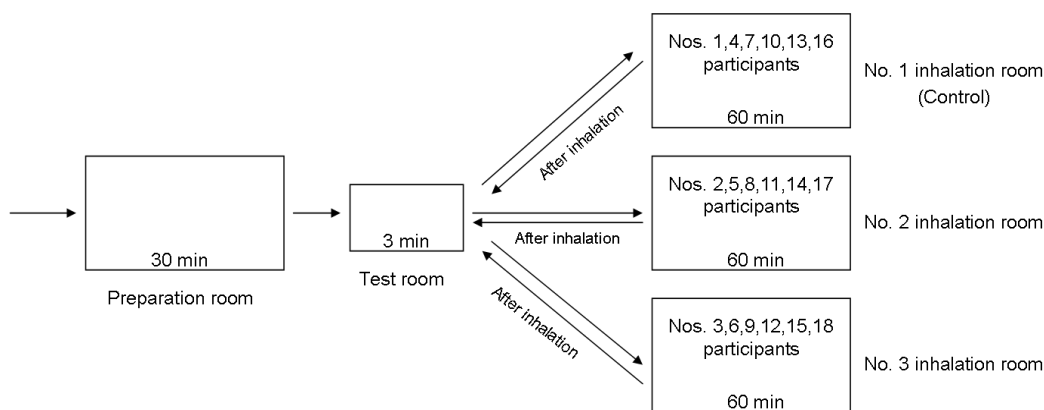 30 min
Preparation room
3 min
Test room
After inhalation
After inhalation
After inhalation
Nos. 1,4,7,10,13,16
participants
60 min
No. 1 inhalation room
(Control)
Nos. 2,5,8,11,14,17
participants
60 min
No. 2 inhalation room
Nos. 3,6,9,12,15,18
participants
60 min
No. 3 inhalation room